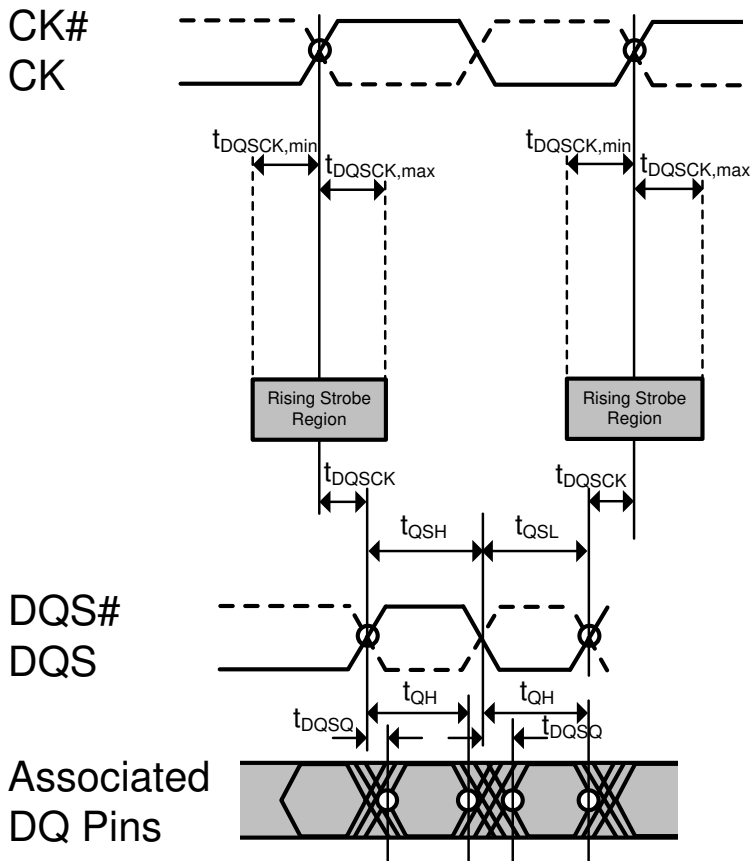 CK#
CK
tDQSCK,min
tDQSCK,max
tDQSCK,min
tDQSCK,max
Rising Strobe
Region
Rising Strobe
Region
tDQSCK
tDQSCK
tQSH
tQSL
DQS#
DQS
tQH
tQH
tDQSQ
tDQSQ
Associated
DQ Pins